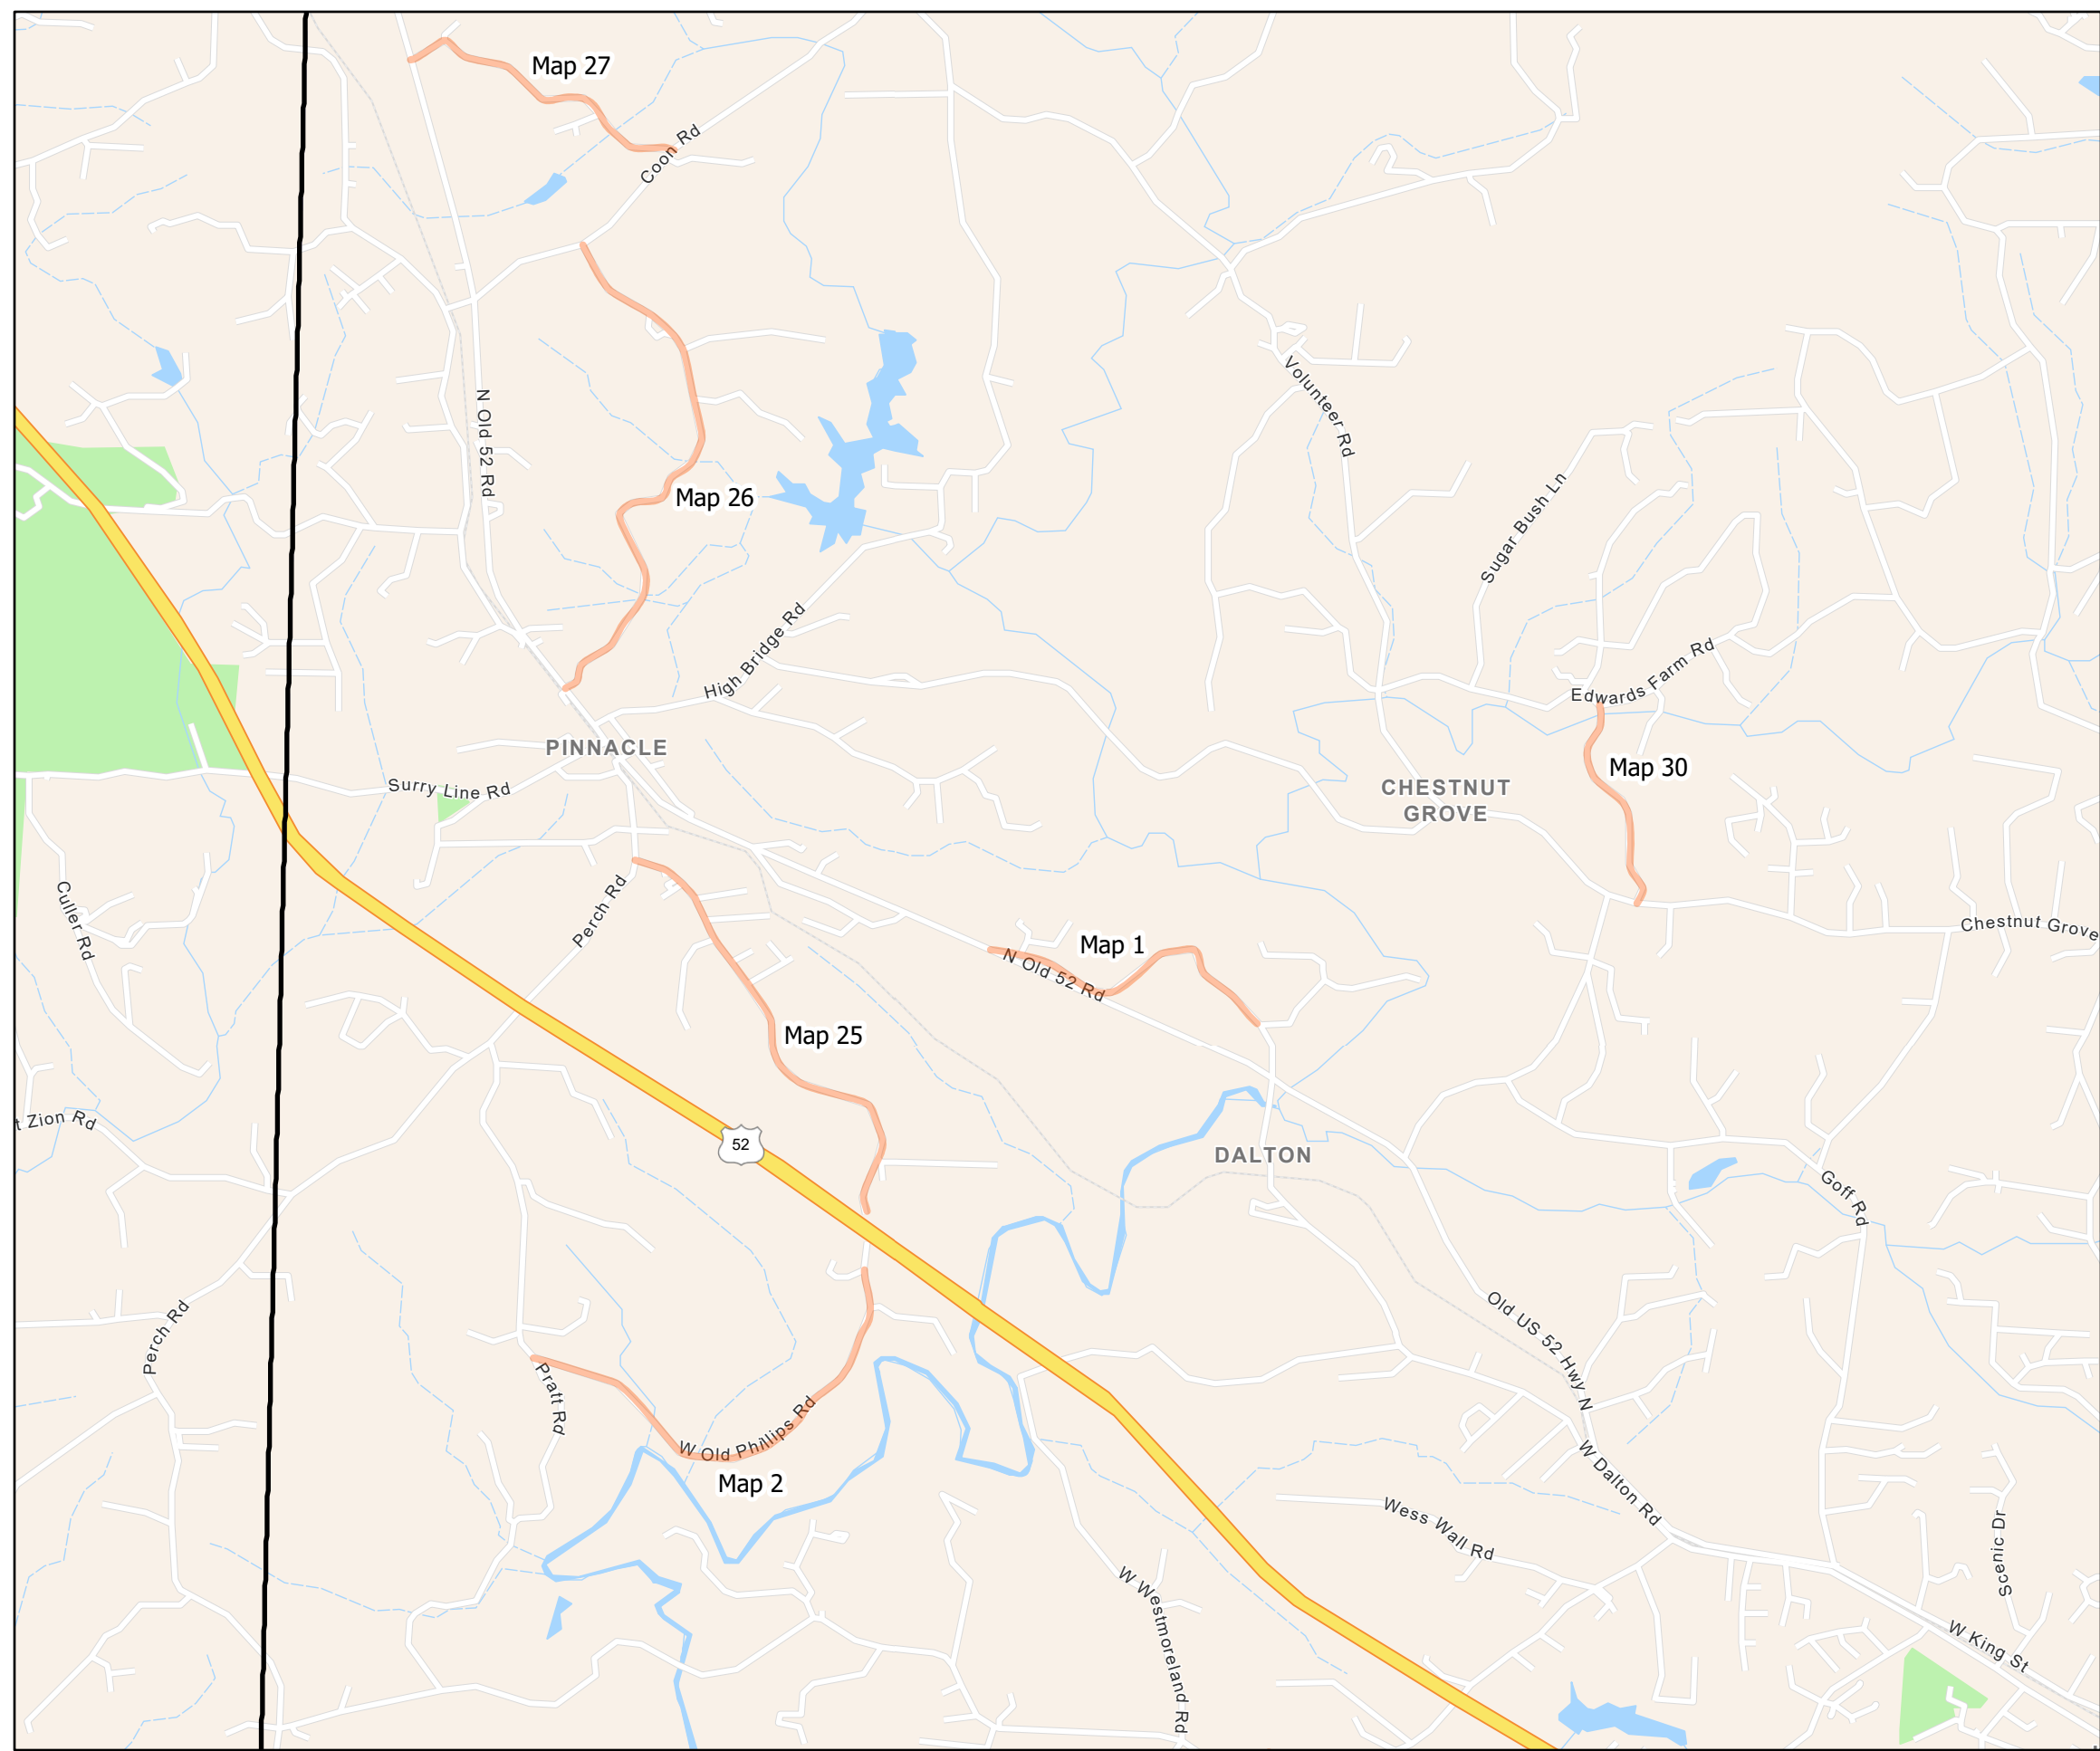 Map 27
Coon Rd
N Old 52 Rd
Volunteer Rd
Map 26
Sugar Bush Ln
High Bridge Rd
Edwards Farm Rd
PINNACLE
Map 30
Surry Line Rd
CHESTNUT
GROVE
Culler Rd
Perch Rd
Chestnut Grove
Map 1
N Old 52 Rd
Map 25
t Zion Rd
52
DALTON
Goff Rd
Perch Rd
Old US 52 Hwy N
Pratt Rd
W Old Phillips Rd
Map 2
W Dalton Rd
Wess Wall Rd
Scenic Dr
W Westmoreland Rd
W King St